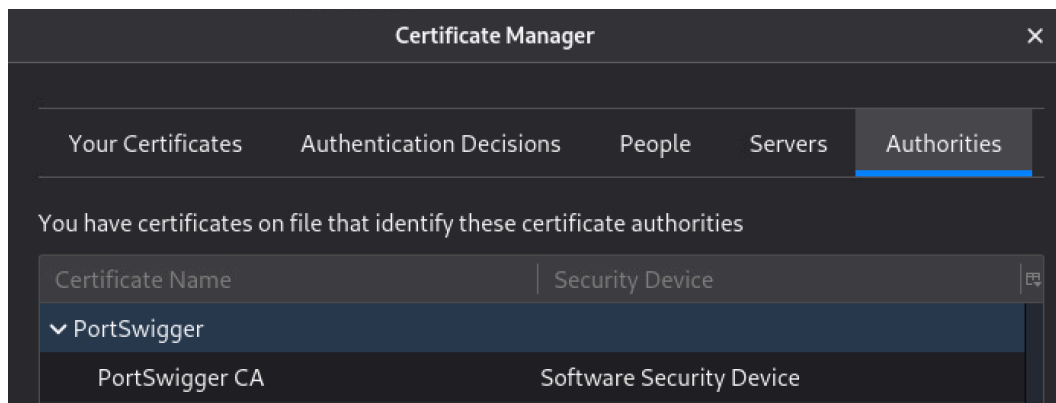 Certificate Manager
Your Certificates Authentication Decisions People Servers Authorities
You have certificates on file that identify these certificate authorities
Certificate Name Security Device
PortSwigger
PortSwigger CA Software Security Device